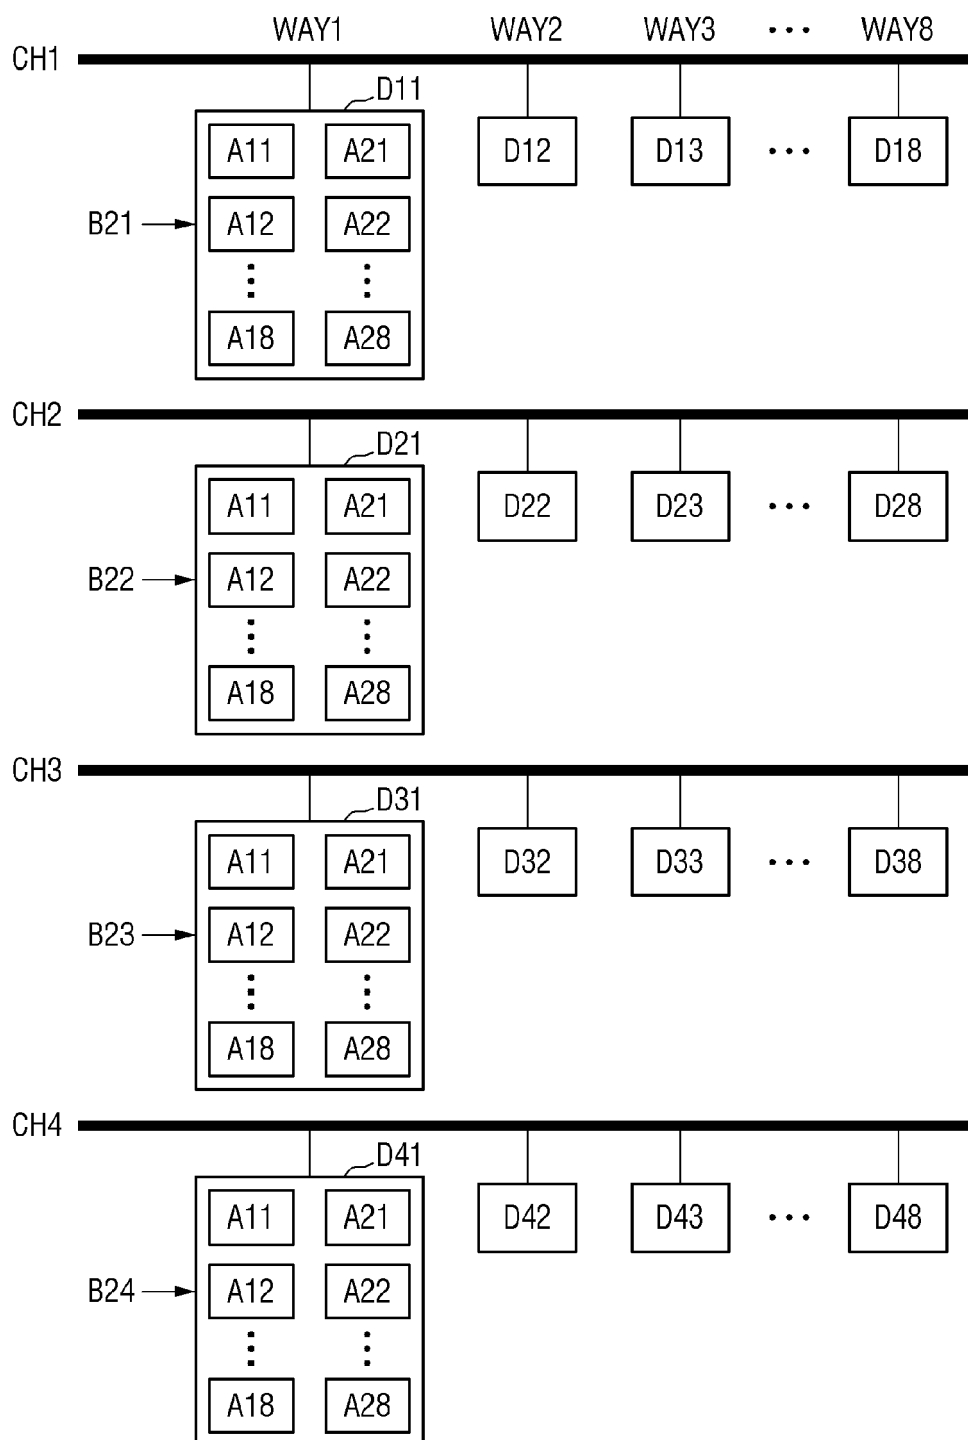 WAY1 WAY2 WAY3 ... WAY8
CH1
D11
A11 A21 D12 D13 ... D18
B21 A12 A22
A18 A28
CH2
D21
A11 A21 D22 D23 ... D28
B22 A12 A22
A18 A28
CH3
D31
A11 A21 D32 D33 ... D38
B23 A12 A22
A18 A28
CH4
D41
A11 A21 D42 D43 ... D48
B24 A12 A22
A18 A28